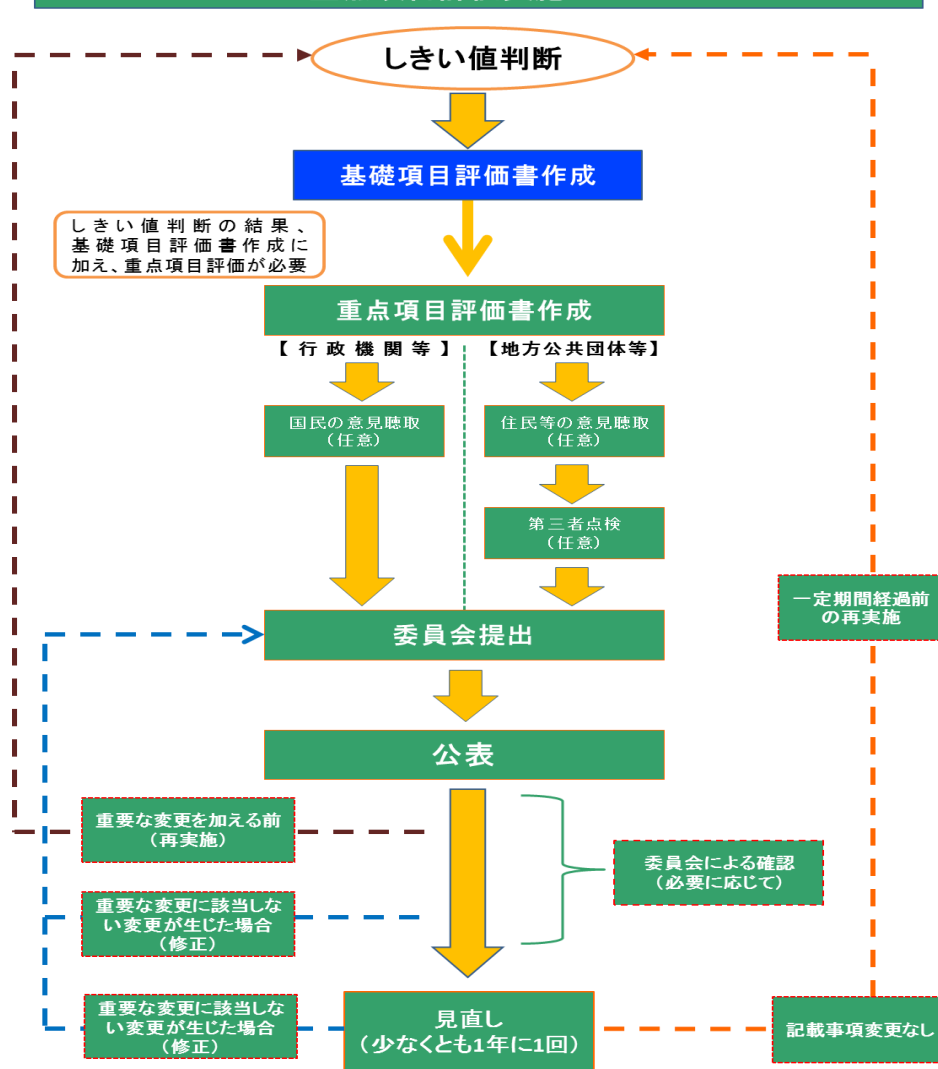 しきい値判断
基礎項目評価書作成
しきい値判断の結果、
基礎項目評価書作成に
加え、重点項目評価が必要
重点項目評価書作成
【行政機関等】
【地方公共団体等】
国民の意見聴取
(任意)
住民等の意見聴取
(任意)
第三者点検
(任意)
一定期間経過前
の再実施
委員会提出
公表
重要な変更を加える前
(再実施)
委員会による確認
(必要に応じて)
重要な変更に該当しな
い変更が生じた場合
(修正)
重要な変更に該当しな
い変更が生じた場合
(修正)
見直し
(少なくとも1年に1回)
記載事項変更なし